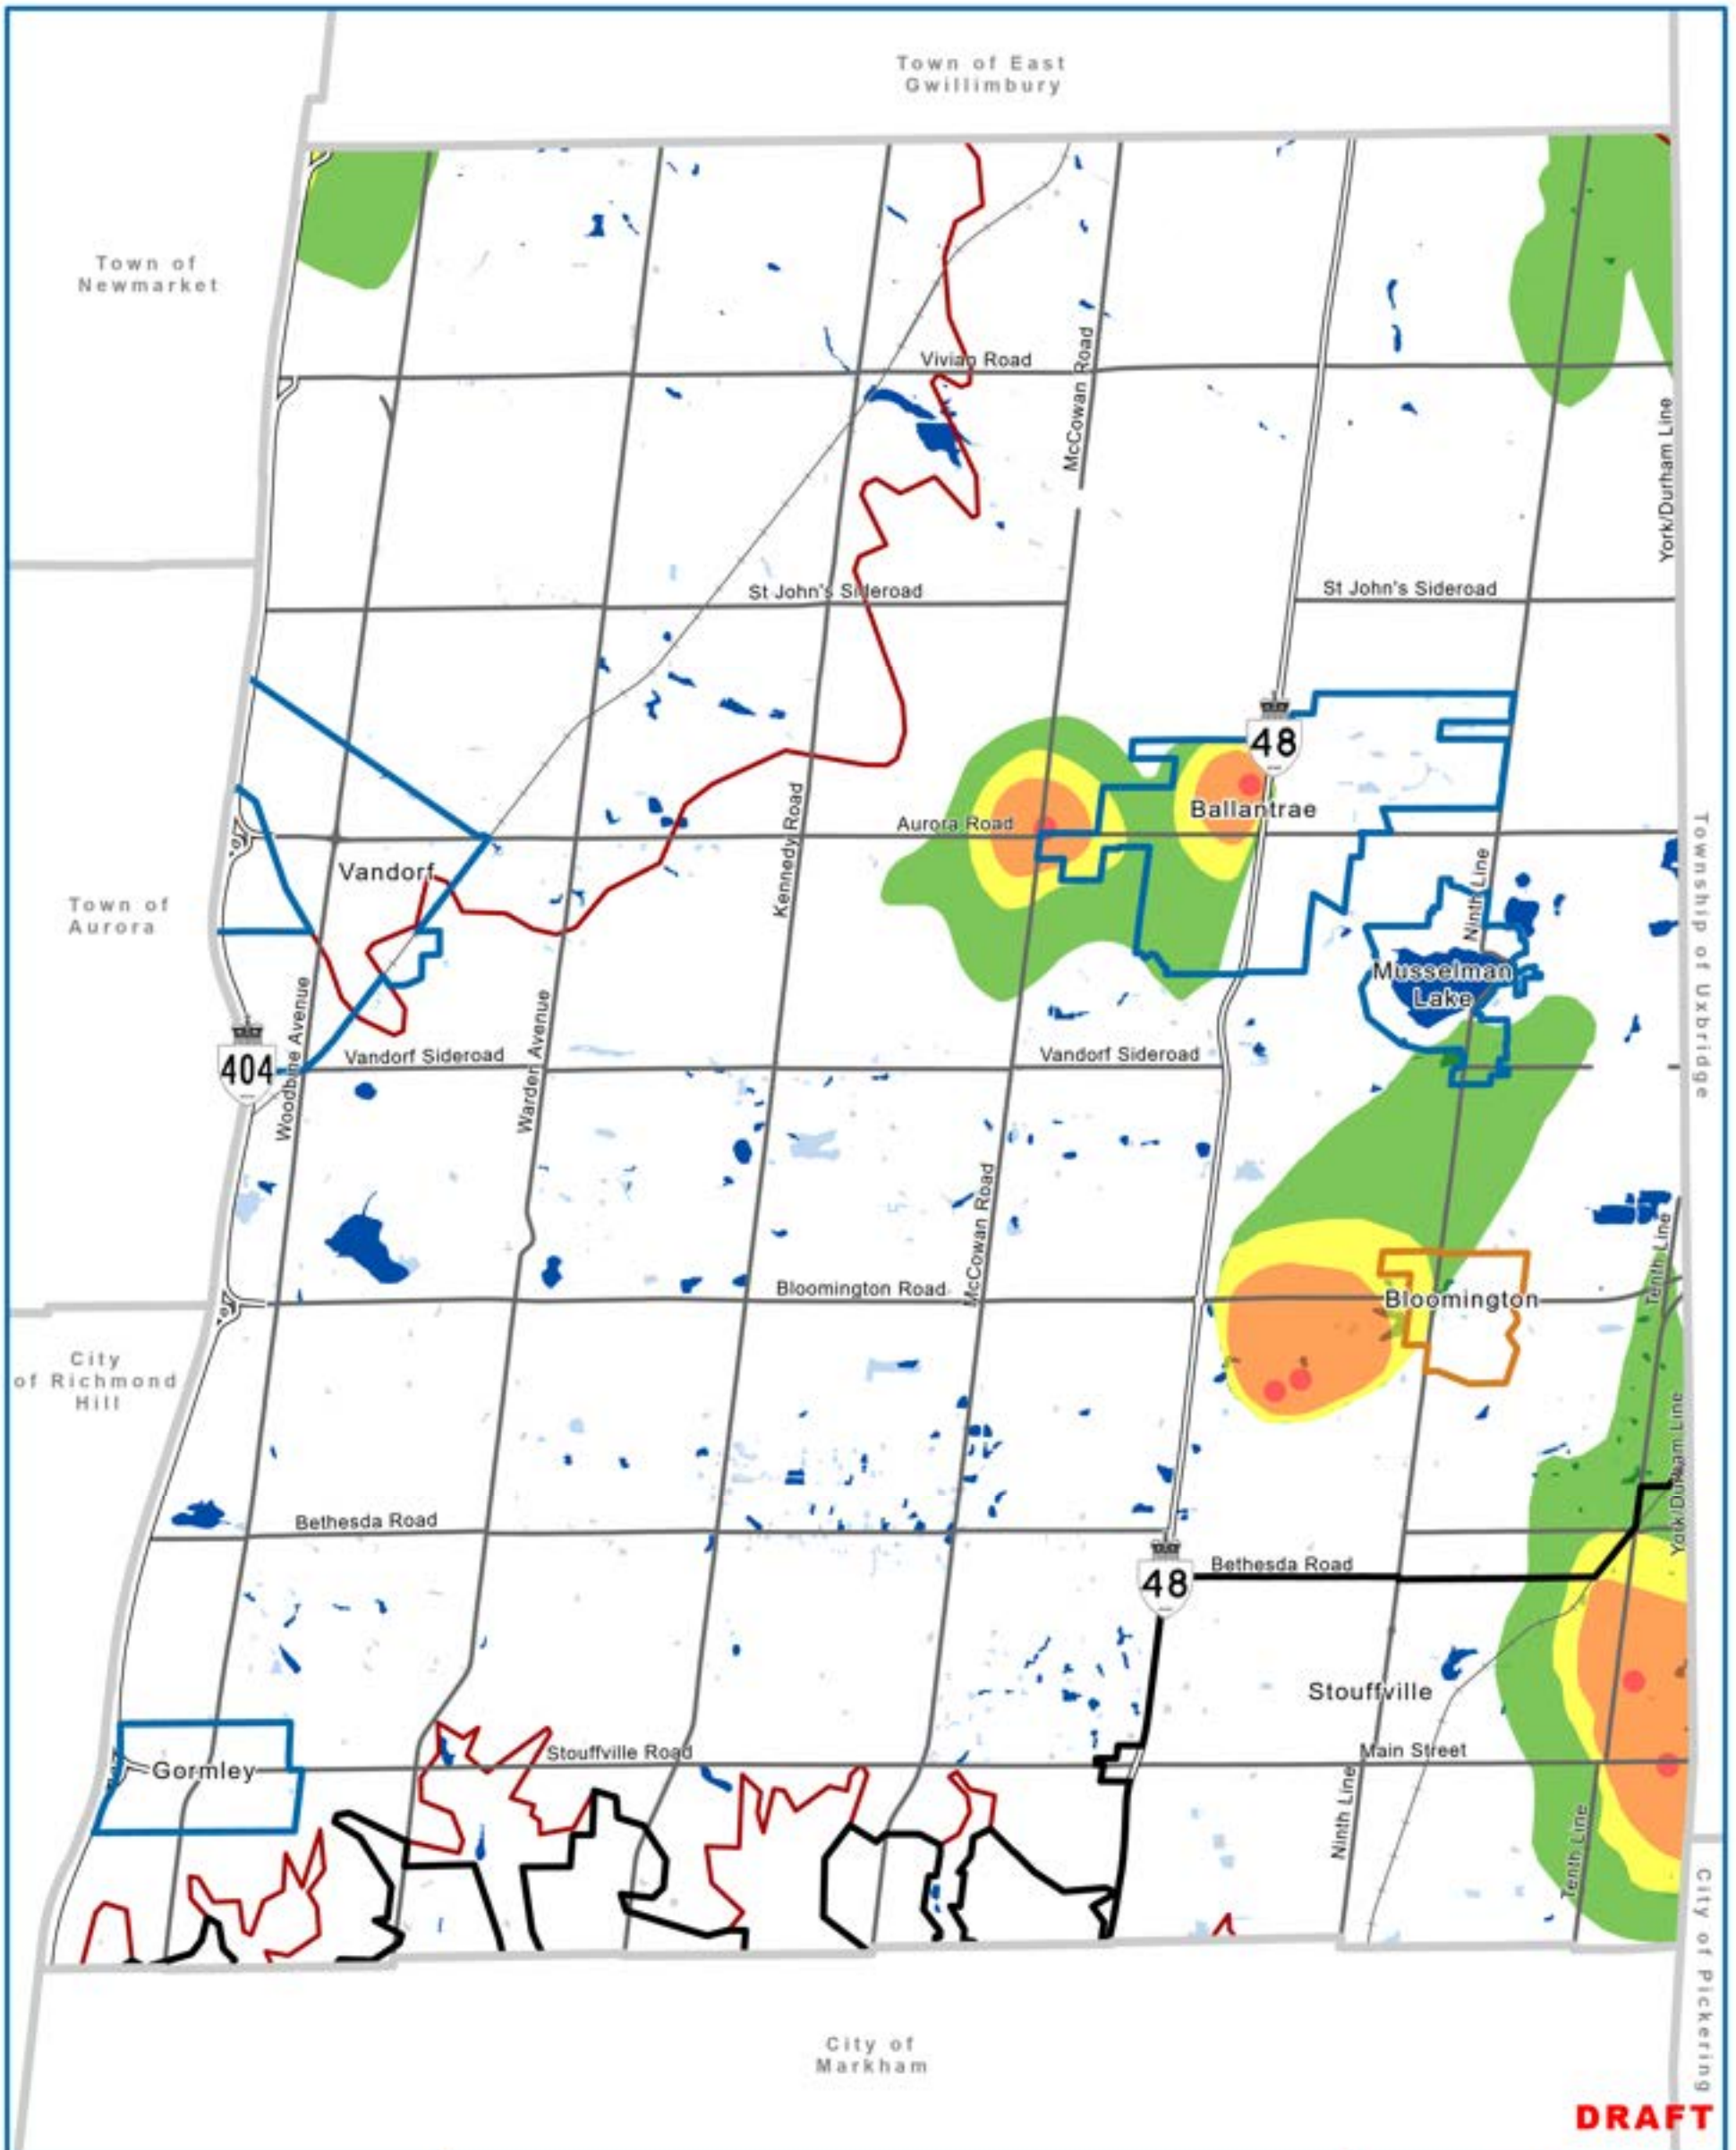 Town of East
Gwillimbury
Town of
Newmarket
Vivian Road
McCowan Road
York/Durham Line
St John's Sideroad
St John's Sideroad
48
Ballantrae
Aurora Road
Kennedy Road
Vandorf
Town of
Aurora
Ninth Line
Township of Uxbridge
Musselman
Lake
Woodbine Avenue
Warden Avenue
404
Vandorf Sideroad
Vandorf Sideroad
McCowan Road
Tenth Line
Bloomington Road
Bloomington
City
of Richmond
Hill
York/Durham Line
Bethesda Road
Bethesda Road
48
Stouffville
Stouffville Road
Main Street
Gormley
Ninth Line
Tenth Line
City of Pickering
City of
Markham
DRAFT